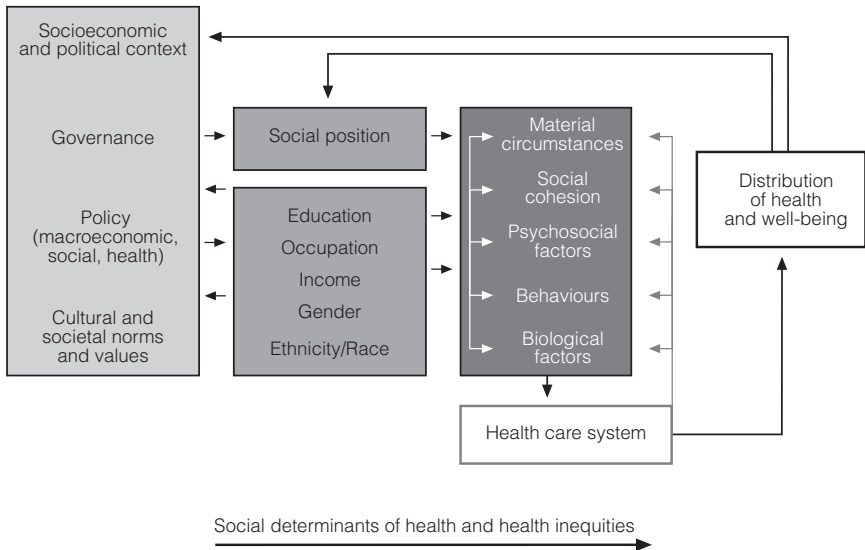 Socioeconomic
and political context
Governance
Policy
(macroeconomic,
social, health)
Cultural and
societal norms
and values
Social position
Education
Occupation
Income
Gender
Ethnicity/Race
Material
circumstances
Social
cohesion
Psychosocial
factors
Behaviours
Biological
factors
Health care system
Distribution
of health
and well-being
Social determinants of health and health inequities